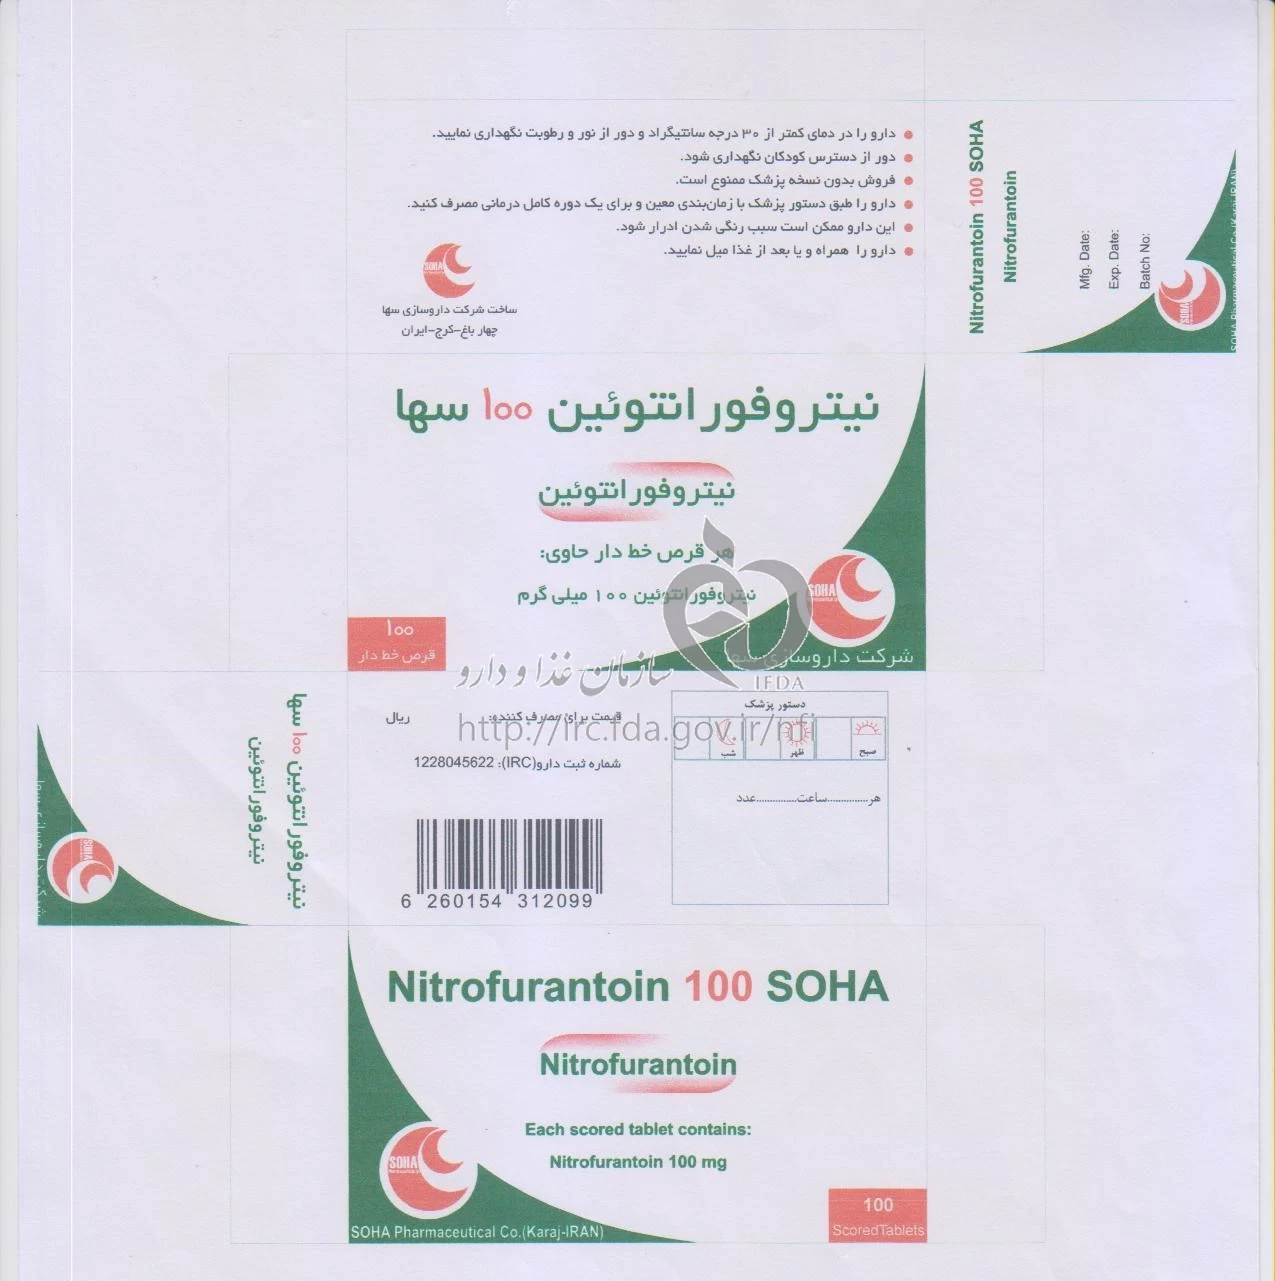 دارو را در دمای کمتر از ۳۰ درجه سانتیگراد و دور از نور و رطوبت نگهداری نمایید.
دور از دسترس کودکان نگهداری شود.
فروش بدون نسخه پزشک ممنوع است.
دارو را طبق دستور پزشک با زمان‌بندی معین و برای یک دوره کامل درمانی مصرف کنید.
این دارو ممکن است سبب رنگی شدن ادرار شود.
دارو را همراه و یا بعد از غذا میل نمایید.
SOHA
ساخت شرکت داروسازی سها
چهار باغ-کرج-ایران
Nitrofurantoin 100 SOHA
Nitrofurantoin
Mfg. Date:
Exp. Date:
Batch No:
SOHA
SOHA Pharmaceutical Co.(Karaj-IRAN)
نیتروفورانتوئین ۱۰۰ سها
نیتروفورانتوئین
هر قرص خط دار حاوی:
نیتروفورانتوئین ۱۰۰ میلی گرم
SOHA
شرکت داروسازی سها
۱۰۰
قرص خط دار
IFDA
سازمان غذا و دارو
http://irc.fda.gov.ir/nfi
قیمت برای مصرف کننده: ریال
شماره ثبت دارو(IRC): 1228045622
6 260154 312099
دستور پزشک
صبح ظهر شب
هر...............ساعت...............عدد
نیتروفورانتوئین ۱۰۰ سها
نیتروفورانتوئین
SOHA
شرکت داروسازی سها
Nitrofurantoin 100 SOHA
Nitrofurantoin
Each scored tablet contains:
Nitrofurantoin 100 mg
SOHA
SOHA Pharmaceutical Co.(Karaj-IRAN)
100
ScoredTablets